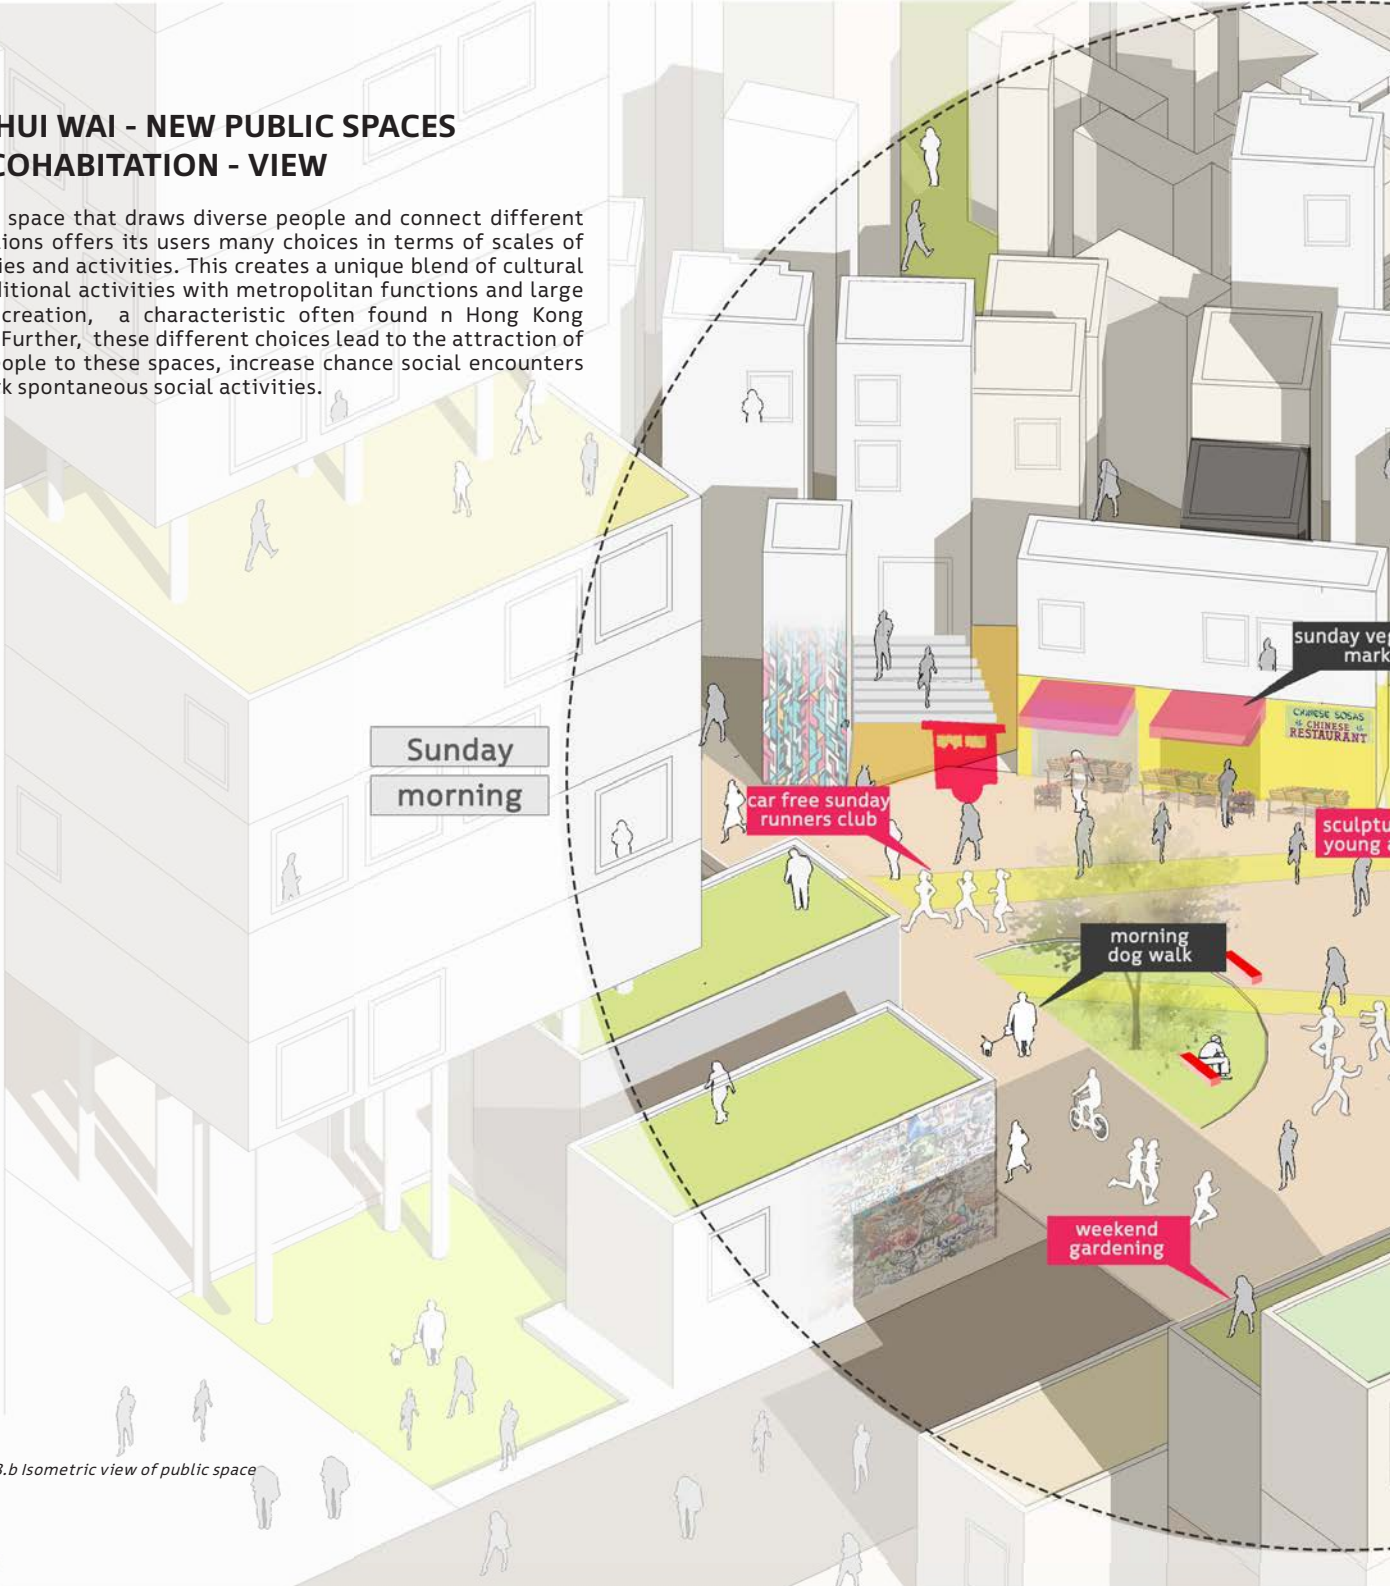 HUI WAI - NEW PUBLIC SPACES
COHABITATION - VIEW
space that draws diverse people and connect different
ions offers its users many choices in terms of scales of
ies and activities. This creates a unique blend of cultural
ditional activities with metropolitan functions and large
creation, a characteristic often found n Hong Kong
Further, these different choices lead to the attraction of
ople to these spaces, increase chance social encounters
k spontaneous social activities.
sunday veg
mark
CHINESE SOSAS
CHINESE
RESTAURANT
Sunday
morning
car free sunday
runners club
sculptu
young a
morning
dog walk
weekend
gardening
3.b Isometric view of public space